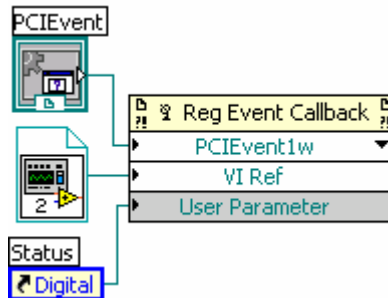 PCIEvent
?
?! Reg Event Callback ?!
PCIEvent1w
VI Ref
2
User Parameter
Status
Digital